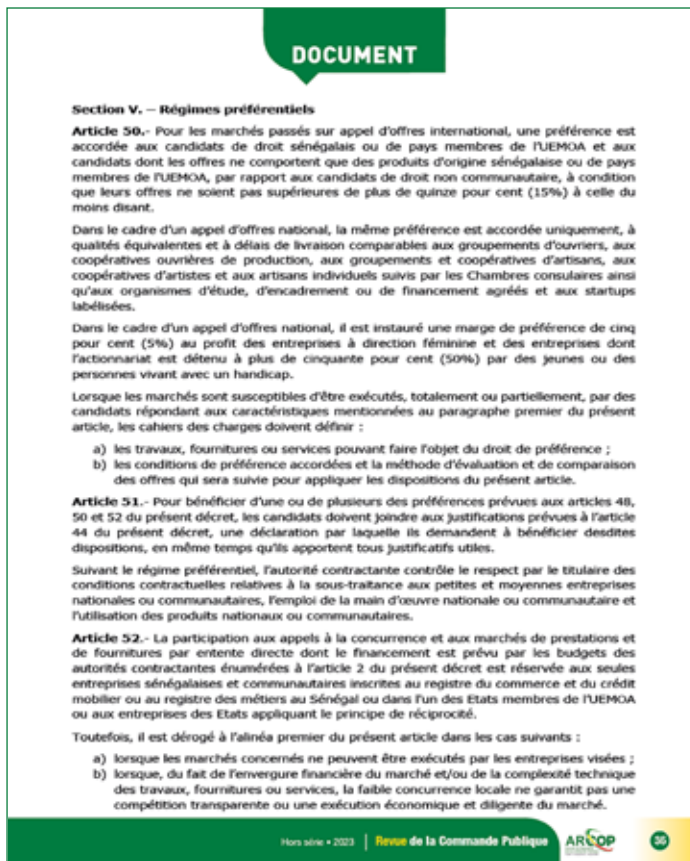 DOCUMENT
Section V. – Régimes préférentiels
Article 50.- Pour les marchés passés sur appel d'offres international, une préférence est
accordée aux candidats de droit sénégalais ou de pays membres de l'UEMOA et aux
candidats dont les offres ne comportent que des produits d'origine sénégalaise ou de pays
membres de l'UEMOA, par rapport aux candidats de droit non communautaire, à condition
que leurs offres ne soient pas supérieures de plus de quinze pour cent (15%) à celle du
moins disant.
Dans le cadre d'un appel d'offres national, la même préférence est accordée uniquement, à
qualités équivalentes et à délais de livraison comparables aux groupements d'ouvriers, aux
coopératives ouvrières de production, aux groupements et coopératives d'artisans, aux
coopératives d'artistes et aux artisans individuels suivis par les Chambres consulaires ainsi
qu'aux organismes d'étude, d'encadrement ou de financement agréés et aux startups
labélisées.
Dans le cadre d'un appel d'offres national, il est instauré une marge de préférence de cinq
pour cent (5%) au profit des entreprises à direction féminine et des entreprises dont
l'actionnariat est détenu à plus de cinquante pour cent (50%) par des jeunes ou des
personnes vivant avec un handicap.
Lorsque les marchés sont susceptibles d'être exécutés, totalement ou partiellement, par des
candidats répondant aux caractéristiques mentionnées au paragraphe premier du présent
article, les cahiers des charges doivent définir :
a) les travaux, fournitures ou services pouvant faire l'objet du droit de préférence ;
b) les conditions de préférence accordées et la méthode d'évaluation et de comparaison
des offres qui sera suivie pour appliquer les dispositions du présent article.
Article 51.- Pour bénéficier d'une ou de plusieurs des préférences prévues aux articles 48,
50 et 52 du présent décret, les candidats doivent joindre aux justifications prévues à l'article
44 du présent décret, une déclaration par laquelle ils demandent à bénéficier desdites
dispositions, en même temps qu'ils apportent tous justificatifs utiles.
Suivant le régime préférentiel, l'autorité contractante contrôle le respect par le titulaire des
conditions contractuelles relatives à la sous-traitance aux petites et moyennes entreprises
nationales ou communautaires, l'emploi de la main d'œuvre nationale ou communautaire et
l'utilisation des produits nationaux ou communautaires.
Article 52.- La participation aux appels à la concurrence et aux marchés de prestations et
de fournitures par entente directe dont le financement est prévu par les budgets des
autorités contractantes énumérées à l'article 2 du présent décret est réservée aux seules
entreprises sénégalaises et communautaires inscrites au registre du commerce et du crédit
mobilier ou au registre des métiers au Sénégal ou dans l'un des Etats membres de l'UEMOA
ou aux entreprises des Etats appliquant le principe de réciprocité.
Toutefois, il est dérogé à l'alinéa premier du présent article dans les cas suivants :
a) lorsque les marchés concernés ne peuvent être exécutés par les entreprises visées ;
b) lorsque, du fait de l'envergure financière du marché et/ou de la complexité technique
des travaux, fournitures ou services, la faible concurrence locale ne garantit pas une
compétition transparente ou une exécution économique et diligente du marché.
Hors série • 2023 | Revue de la Commande Publique ARCOP 35